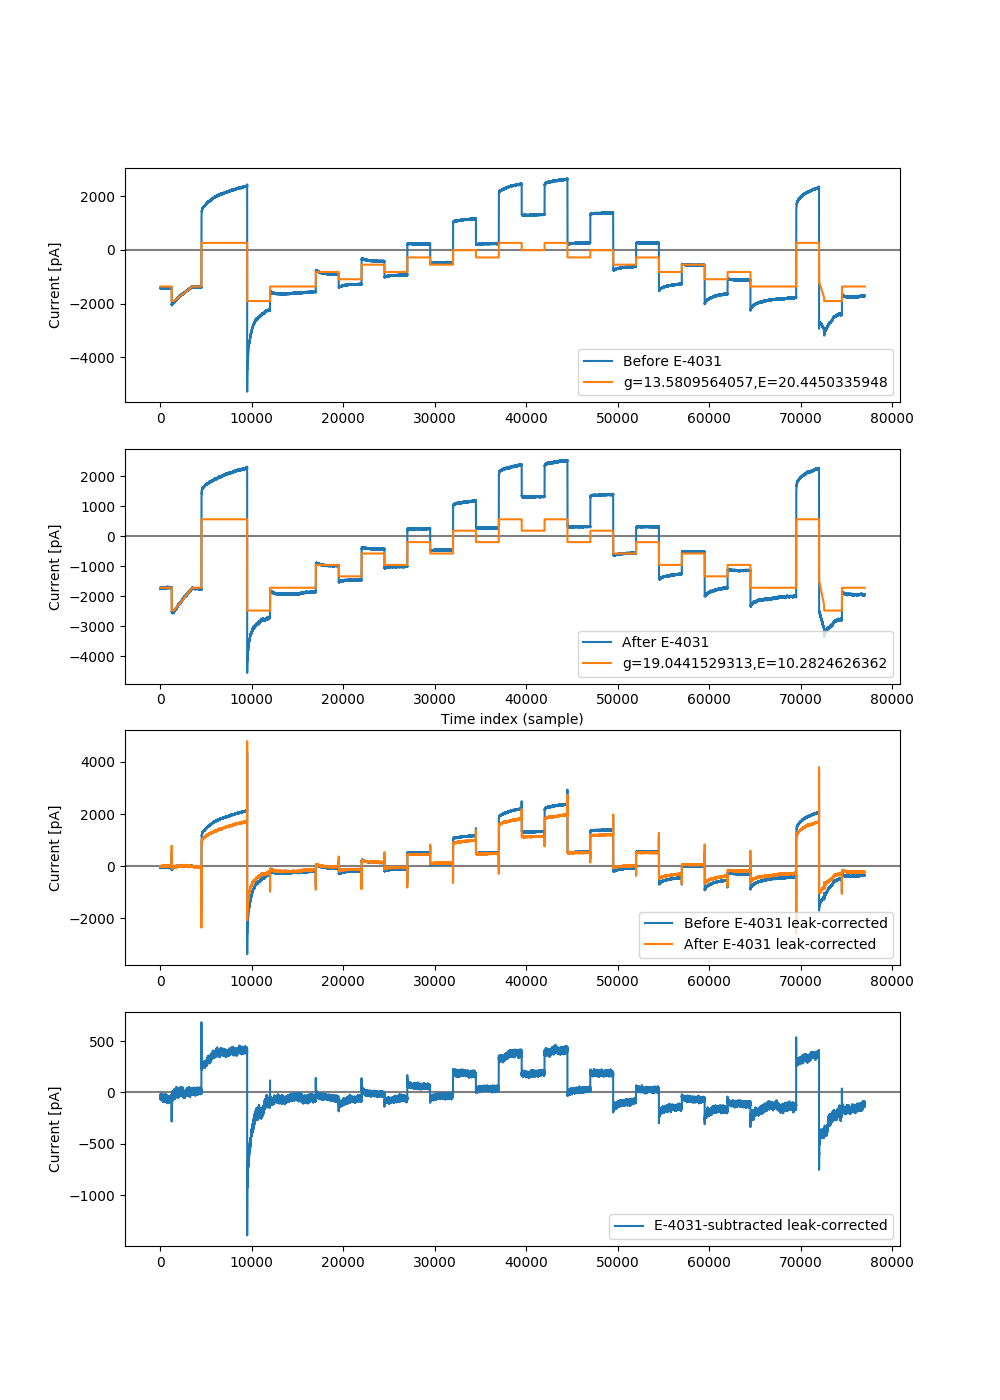 2000
0
−2000
−4000
Current [pA]
Before E-4031
g=13.5809564057,E=20.4450335948
0 10000 20000 30000 40000 50000 60000 70000 80000
2000
1000
0
−1000
−2000
−3000
−4000
Current [pA]
After E-4031
g=19.0441529313,E=10.2824626362
0 10000 20000 30000 40000 50000 60000 70000 80000
Time index (sample)
4000
2000
0
−2000
Current [pA]
Before E-4031 leak-corrected
After E-4031 leak-corrected
0 10000 20000 30000 40000 50000 60000 70000 80000
500
0
−500
−1000
Current [pA]
E-4031-subtracted leak-corrected
0 10000 20000 30000 40000 50000 60000 70000 80000